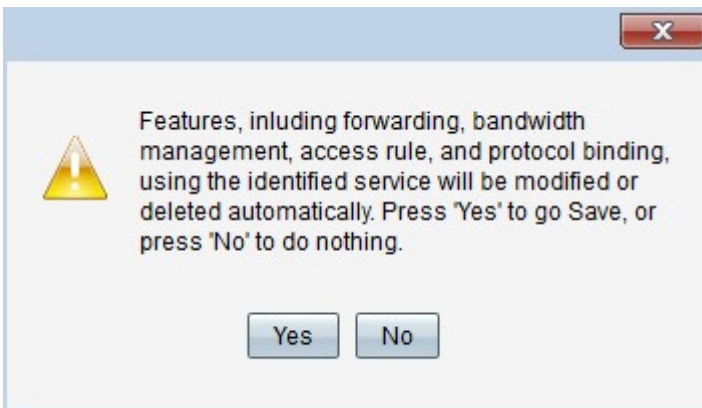 Features, inluding forwarding, bandwidth
management, access rule, and protocol binding,
using the identified service will be modified or
deleted automatically. Press 'Yes' to go Save, or
press 'No' to do nothing.
Yes No